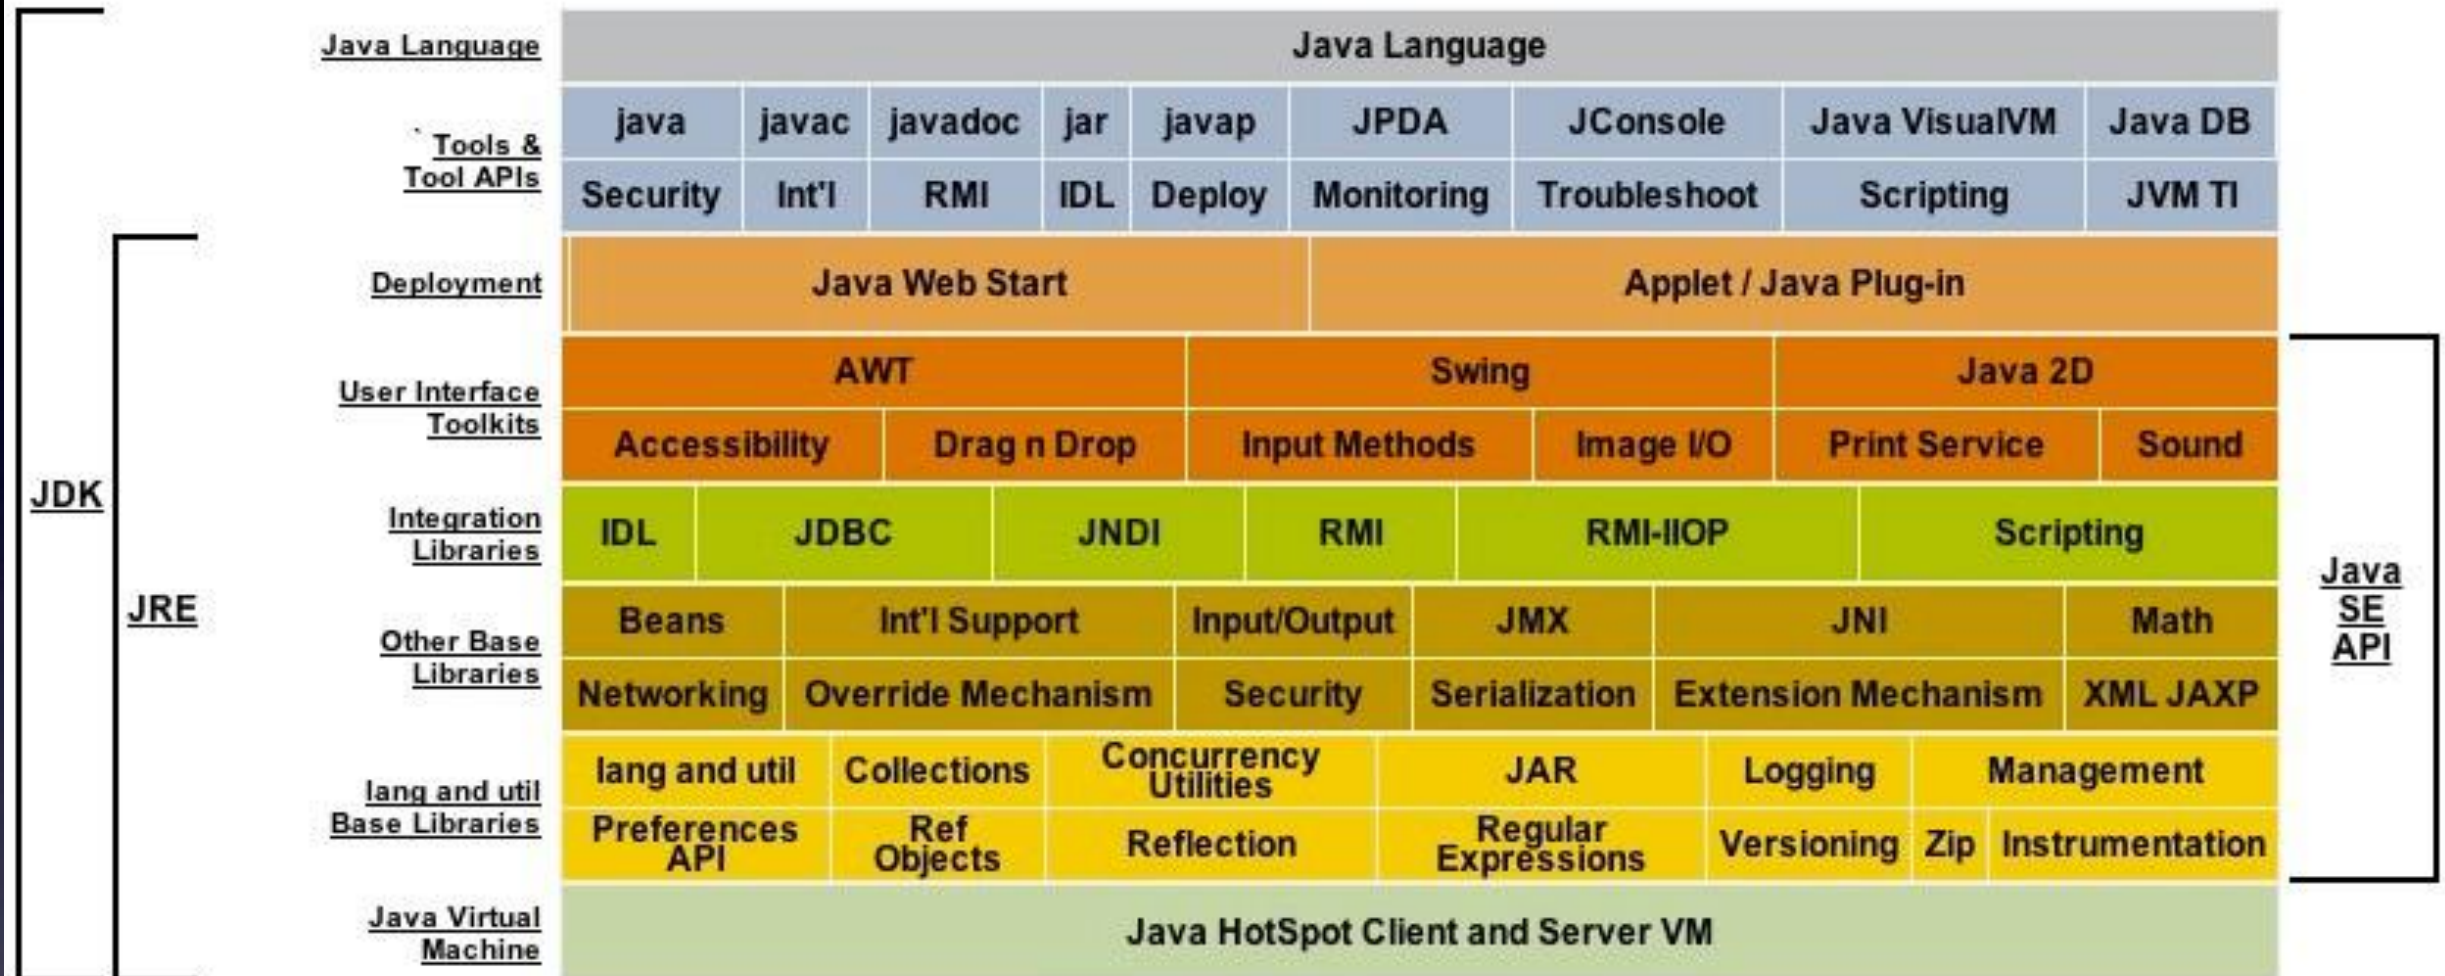 Java Language
Java Language
Tools &
Tool APIs
java javac javadoc jar javap JPDA JConsole Java VisualVM Java DB
Security Int'l RMI IDL Deploy Monitoring Troubleshoot Scripting JVM TI
Deployment
Java Web Start Applet / Java Plug-in
User Interface
Toolkits
AWT Swing Java 2D
Accessibility Drag n Drop Input Methods Image I/O Print Service Sound
JDK
Integration
Libraries
IDL JDBC JNDI RMI RMI-IIOP Scripting
JRE
Other Base
Libraries
Beans Int'l Support Input/Output JMX JNI Math
Networking Override Mechanism Security Serialization Extension Mechanism XML JAXP
Java
SE
API
lang and util
Base Libraries
lang and util Collections Concurrency Utilities JAR Logging Management
Preferences API Ref Objects Reflection Regular Expressions Versioning Zip Instrumentation
Java Virtual
Machine
Java HotSpot Client and Server VM